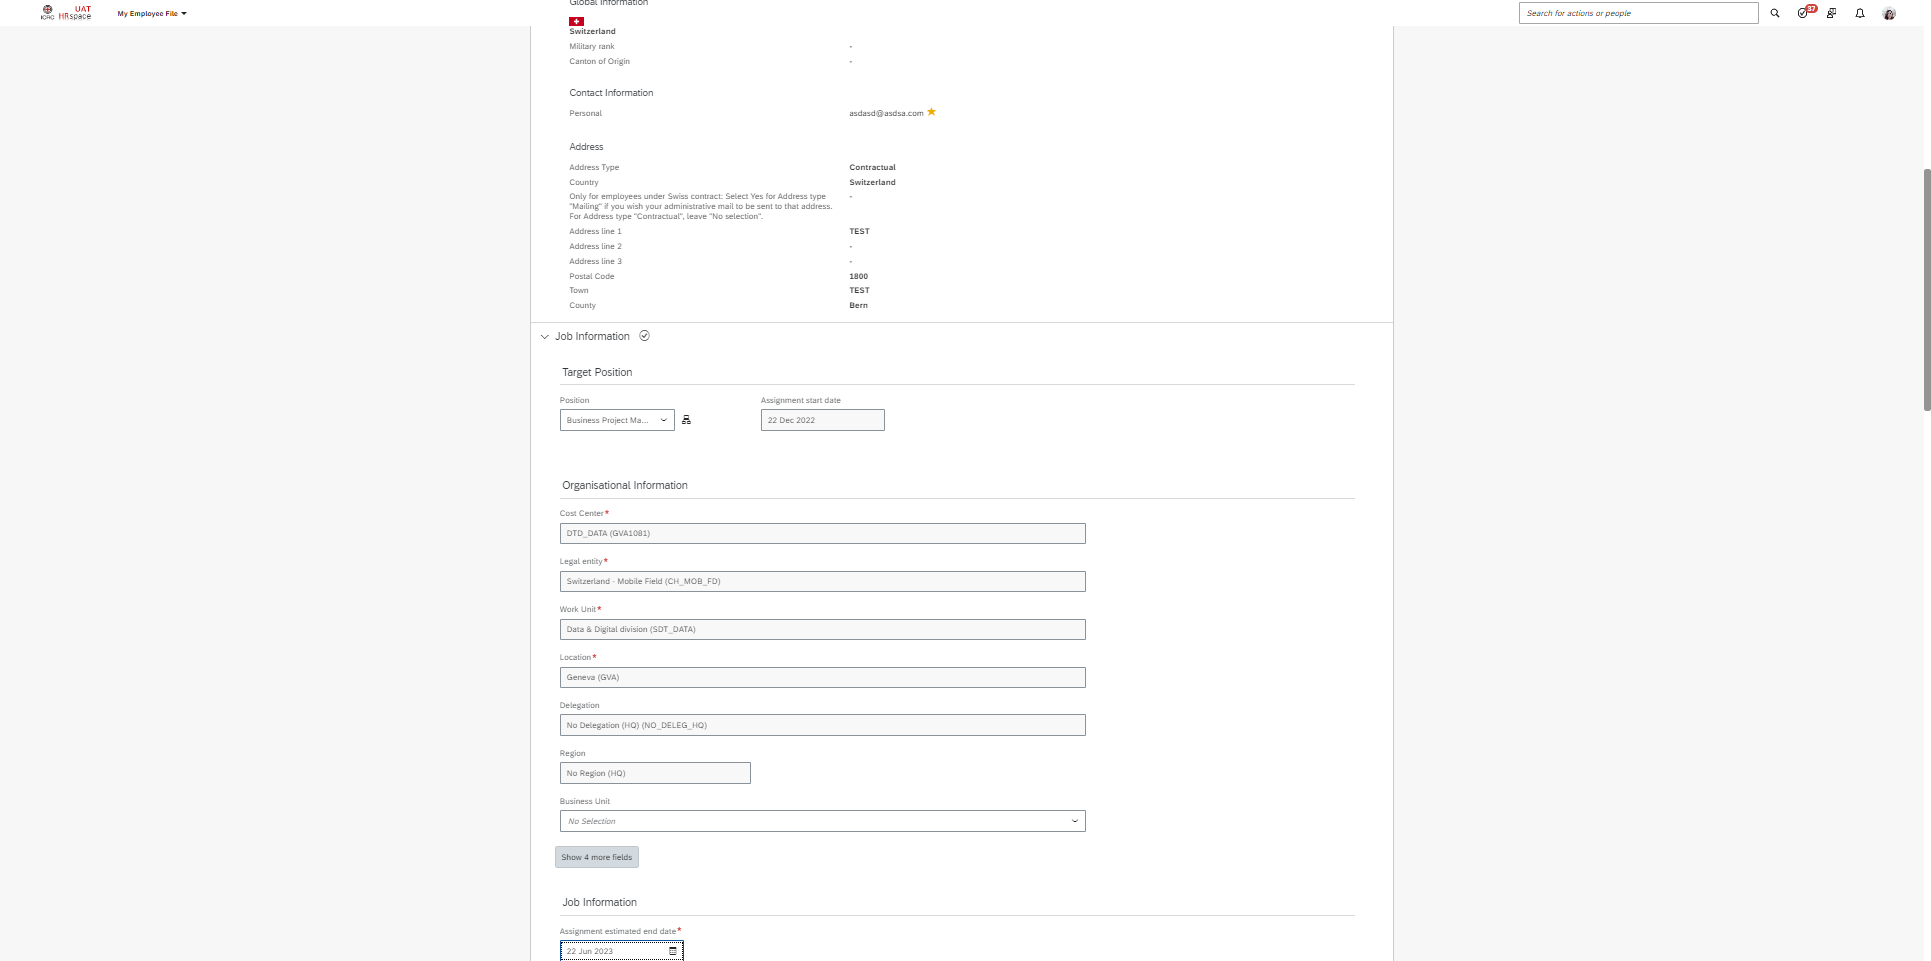 ICRC
UAT
HRspace
My Employee File
Search for actions or people
37
Global Information
Switzerland
Military rank
-
Canton of Origin
-
Contact Information
Personal
asdasd@asdsa.com
Address
Address Type
Contractual
Country
Switzerland
Only for employees under Swiss contract: Select Yes for Address type
"Mailing" if you wish your administrative mail to be sent to that address.
For Address type "Contractual", leave "No selection".
-
Address line 1
TEST
Address line 2
-
Address line 3
-
Postal Code
1800
Town
TEST
County
Bern
Job Information
Target Position
Position
Assignment start date
Business Project Ma...
22 Dec 2022
Organisational Information
Cost Center*
DTD_DATA (GVA1081)
Legal entity*
Switzerland - Mobile Field (CH_MOB_FD)
Work Unit*
Data & Digital division (SDT_DATA)
Location*
Geneva (GVA)
Delegation
No Delegation (HQ) (NO_DELEG_HQ)
Region
No Region (HQ)
Business Unit
No Selection
Show 4 more fields
Job Information
Assignment estimated end date*
22 Jun 2023